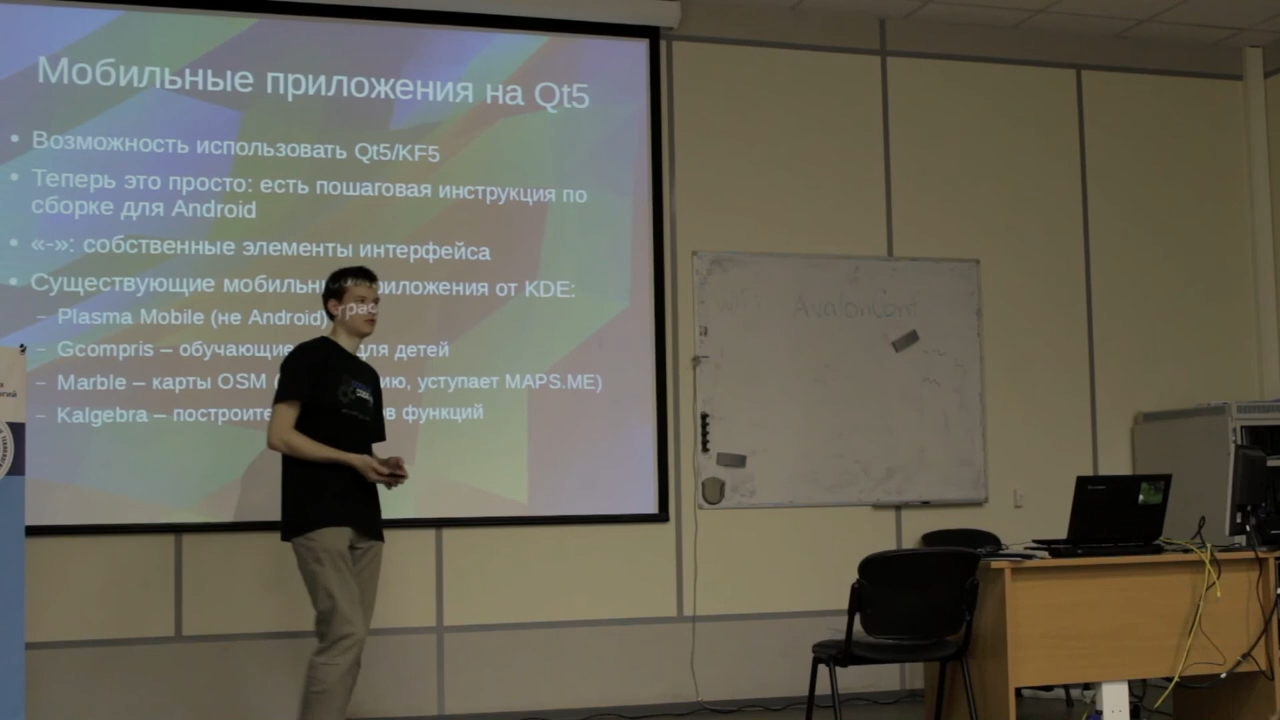 Мобильные приложения на Qt5
• Возможность использовать Qt5/KF5
• Теперь это просто: есть пошаговая инструкция по
сборке для Android
• «-»: собственные элементы интерфейса
• Существующие мобильн приложения от KDE:
– Plasma Mobile (не Android)
– Gcompris – обучающие для детей
– Marble – карты OSM ( ию, уступает MAPS.ME)
– Kalgebra – построите в функций
AvalonConf